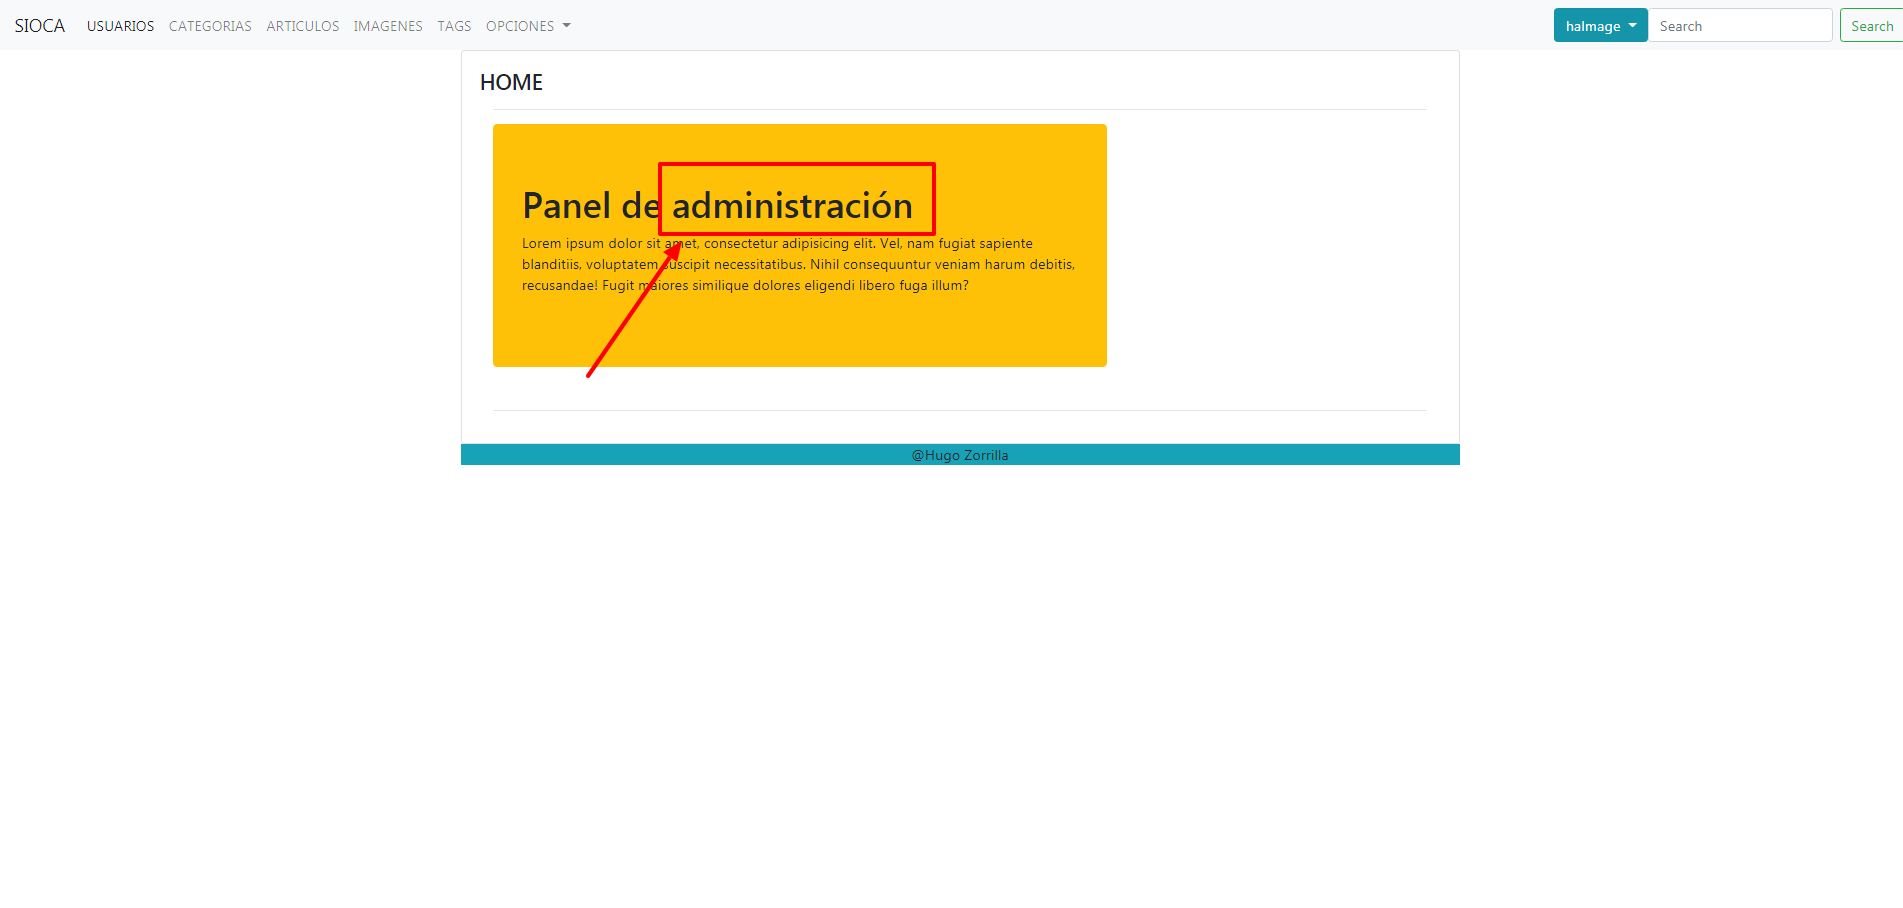 SIOCA USUARIOS CATEGORIAS ARTICULOS IMAGENES TAGS OPCIONES halmage Search Search
HOME
Panel de administración
Lorem ipsum dolor sit amet, consectetur adipisicing elit. Vel, nam fugiat sapiente
blanditiis, voluptatem suscipit necessitatibus. Nihil consequuntur veniam harum debitis,
recusandae! Fugit maiores similique dolores eligendi libero fuga illum?
@Hugo Zorrilla